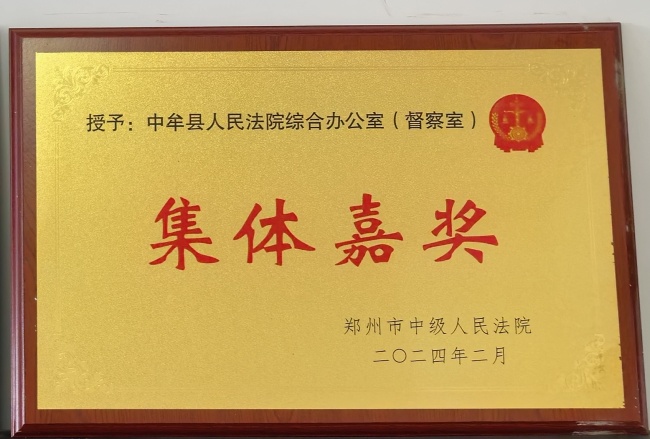 授予：中牟县人民法院综合办公室（督察室）
集体嘉奖
郑州市中级人民法院
二〇二四年二月